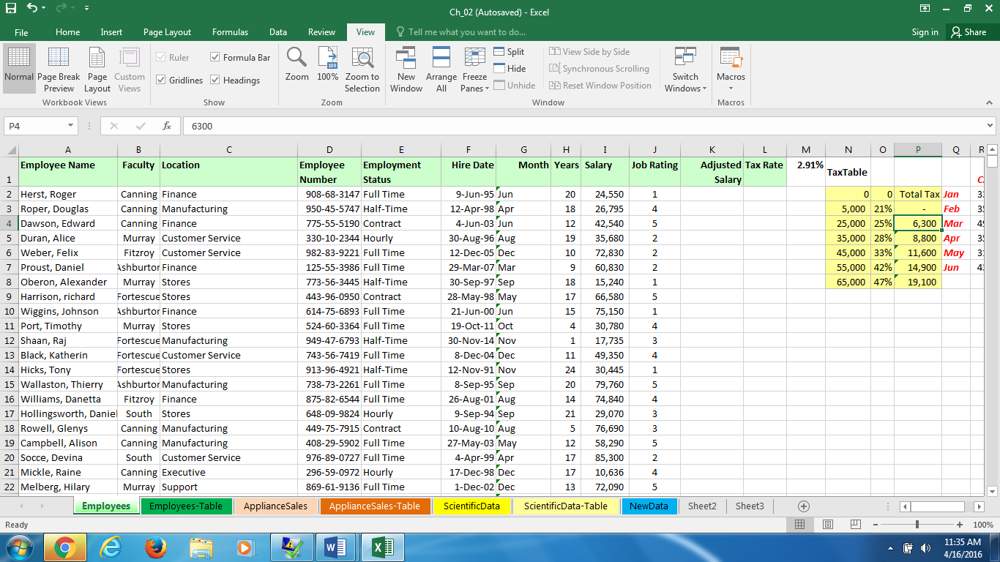 Ch_02 (Autosaved) - Excel
File Home Insert Page Layout Formulas Data Review View Tell me what you want to do... Sign in Share
Normal Page Break Preview Page Layout Custom Views
Workbook Views
Ruler Formula Bar
Gridlines Headings
Show
Zoom 100% Zoom to Selection
100
Zoom
New Window Arrange All Freeze Panes
Split
Hide
Unhide
View Side by Side
Synchronous Scrolling
Reset Window Position
Window
Switch Windows
Macros
Macros
P4 fx 6300
A B C D E F G H I J K L M N O P Q R
1 Employee Name Faculty Location Employee Number Employment Status Hire Date Month Years Salary Job Rating Adjusted Salary Tax Rate 2.91% TaxTable
2 Herst, Roger Canning Finance 908-68-3147 Full Time 9-Jun-95 Jun 20 24,550 1 0 0 Total Tax Jan
3 Roper, Douglas Canning Manufacturing 950-45-5747 Half-Time 12-Apr-98 Apr 18 26,795 4 5,000 21% - Feb
4 Dawson, Edward Canning Finance 775-55-5190 Contract 4-Jun-03 Jun 12 42,540 5 25,000 25% 6,300 Mar
5 Duran, Alice Murray Customer Service 330-10-2344 Hourly 30-Aug-96 Aug 19 35,680 2 35,000 28% 8,800 Apr
6 Weber, Felix Fitzroy Customer Service 982-83-9221 Full Time 12-Dec-05 Dec 10 72,830 2 45,000 33% 11,600 May
7 Proust, Daniel Ashburton Finance 125-55-3986 Full Time 29-Mar-07 Mar 9 60,830 2 55,000 42% 14,900 Jun
8 Oberon, Alexander Murray Stores 773-56-3445 Half-Time 30-Sep-97 Sep 18 15,240 1 65,000 47% 19,100
9 Harrison, richard Fortescue Stores 443-96-0950 Contract 28-May-98 May 17 66,580 5
10 Wiggins, Johnson Ashburton Finance 614-75-6893 Full Time 21-Jun-00 Jun 15 75,150 1
11 Port, Timothy Murray Stores 524-60-3364 Full Time 19-Oct-11 Oct 4 30,780 4
12 Shaan, Raj Fortescue Manufacturing 949-47-6793 Half-Time 30-Nov-14 Nov 1 17,735 3
13 Black, Katherin Fortescue Customer Service 743-56-7419 Full Time 8-Dec-04 Dec 11 49,350 4
14 Hicks, Tony Fortescue Stores 913-96-4921 Half-Time 12-Nov-91 Nov 24 30,445 1
15 Wallaston, Thierry Ashburton Manufacturing 738-73-2261 Full Time 8-Sep-95 Sep 20 79,760 5
16 Williams, Danetta Fitzroy Finance 875-82-6544 Full Time 26-Aug-01 Aug 14 74,840 4
17 Hollingsworth, Daniel South Stores 648-09-9824 Hourly 9-Sep-94 Sep 21 29,070 3
18 Rowell, Glenys Canning Manufacturing 449-75-7915 Contract 10-Aug-10 Aug 5 76,690 3
19 Campbell, Alison Canning Manufacturing 408-29-5902 Full Time 27-May-03 May 12 58,290 5
20 Socce, Devina South Customer Service 976-89-0727 Full Time 4-Apr-99 Apr 17 85,300 2
21 Mickle, Raine Canning Executive 296-59-0972 Hourly 17-Dec-98 Dec 17 10,636 4
22 Melberg, Hilary Murray Support 869-61-9136 Full Time 1-Dec-02 Dec 13 72,090 5
Employees Employees-Table ApplianceSales ApplianceSales-Table ScientificData ScientificData-Table NewData Sheet2 Sheet3
Ready 100%
11:35 AM
4/16/2016